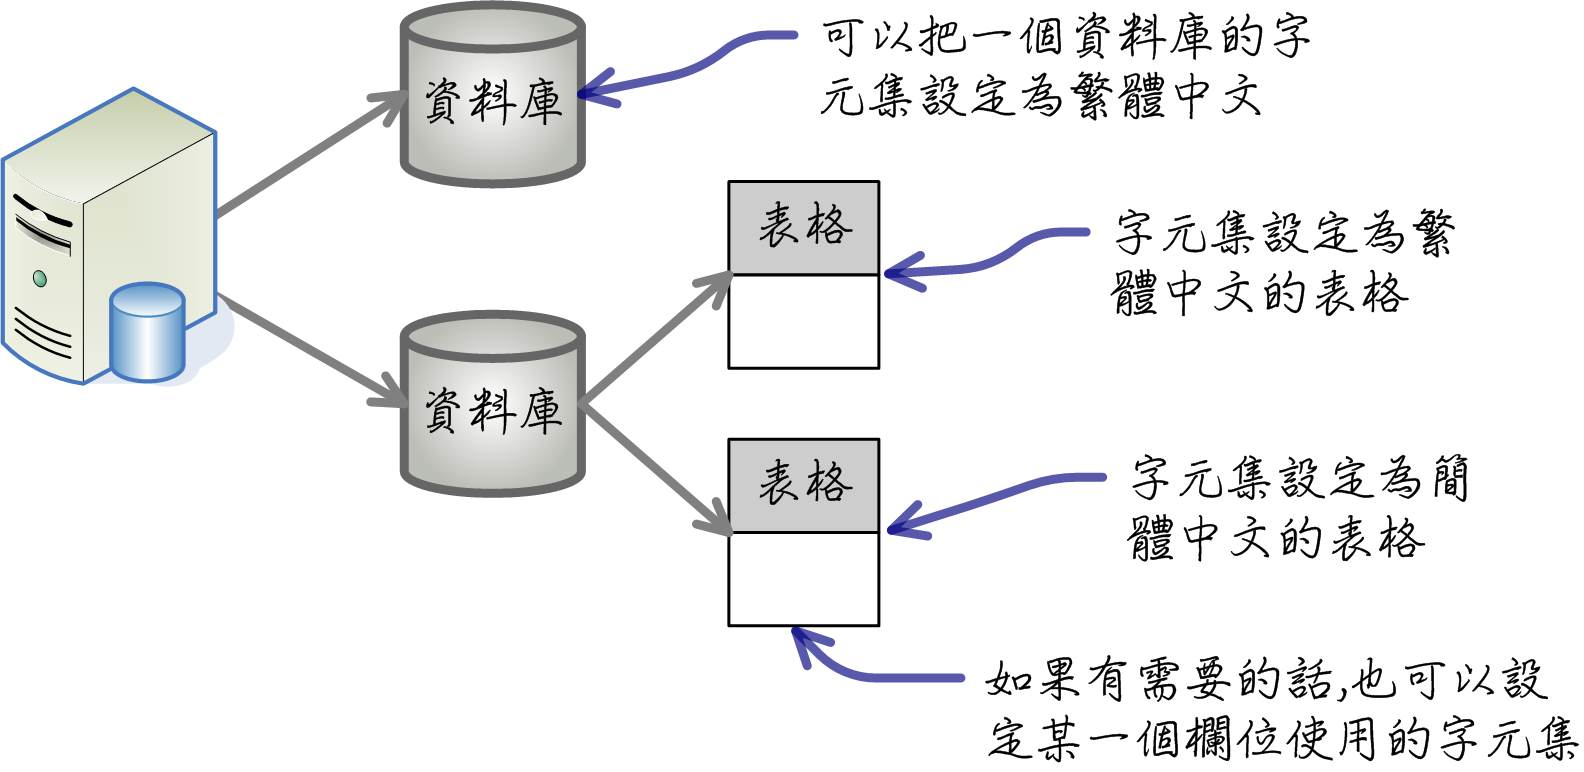 資料庫
可以把一個資料庫的字
元集設定為繁體中文
表格
字元集設定為繁
體中文的表格
資料庫
表格
字元集設定為簡
體中文的表格
如果有需要的話,也可以設
定某一個欄位使用的字元集